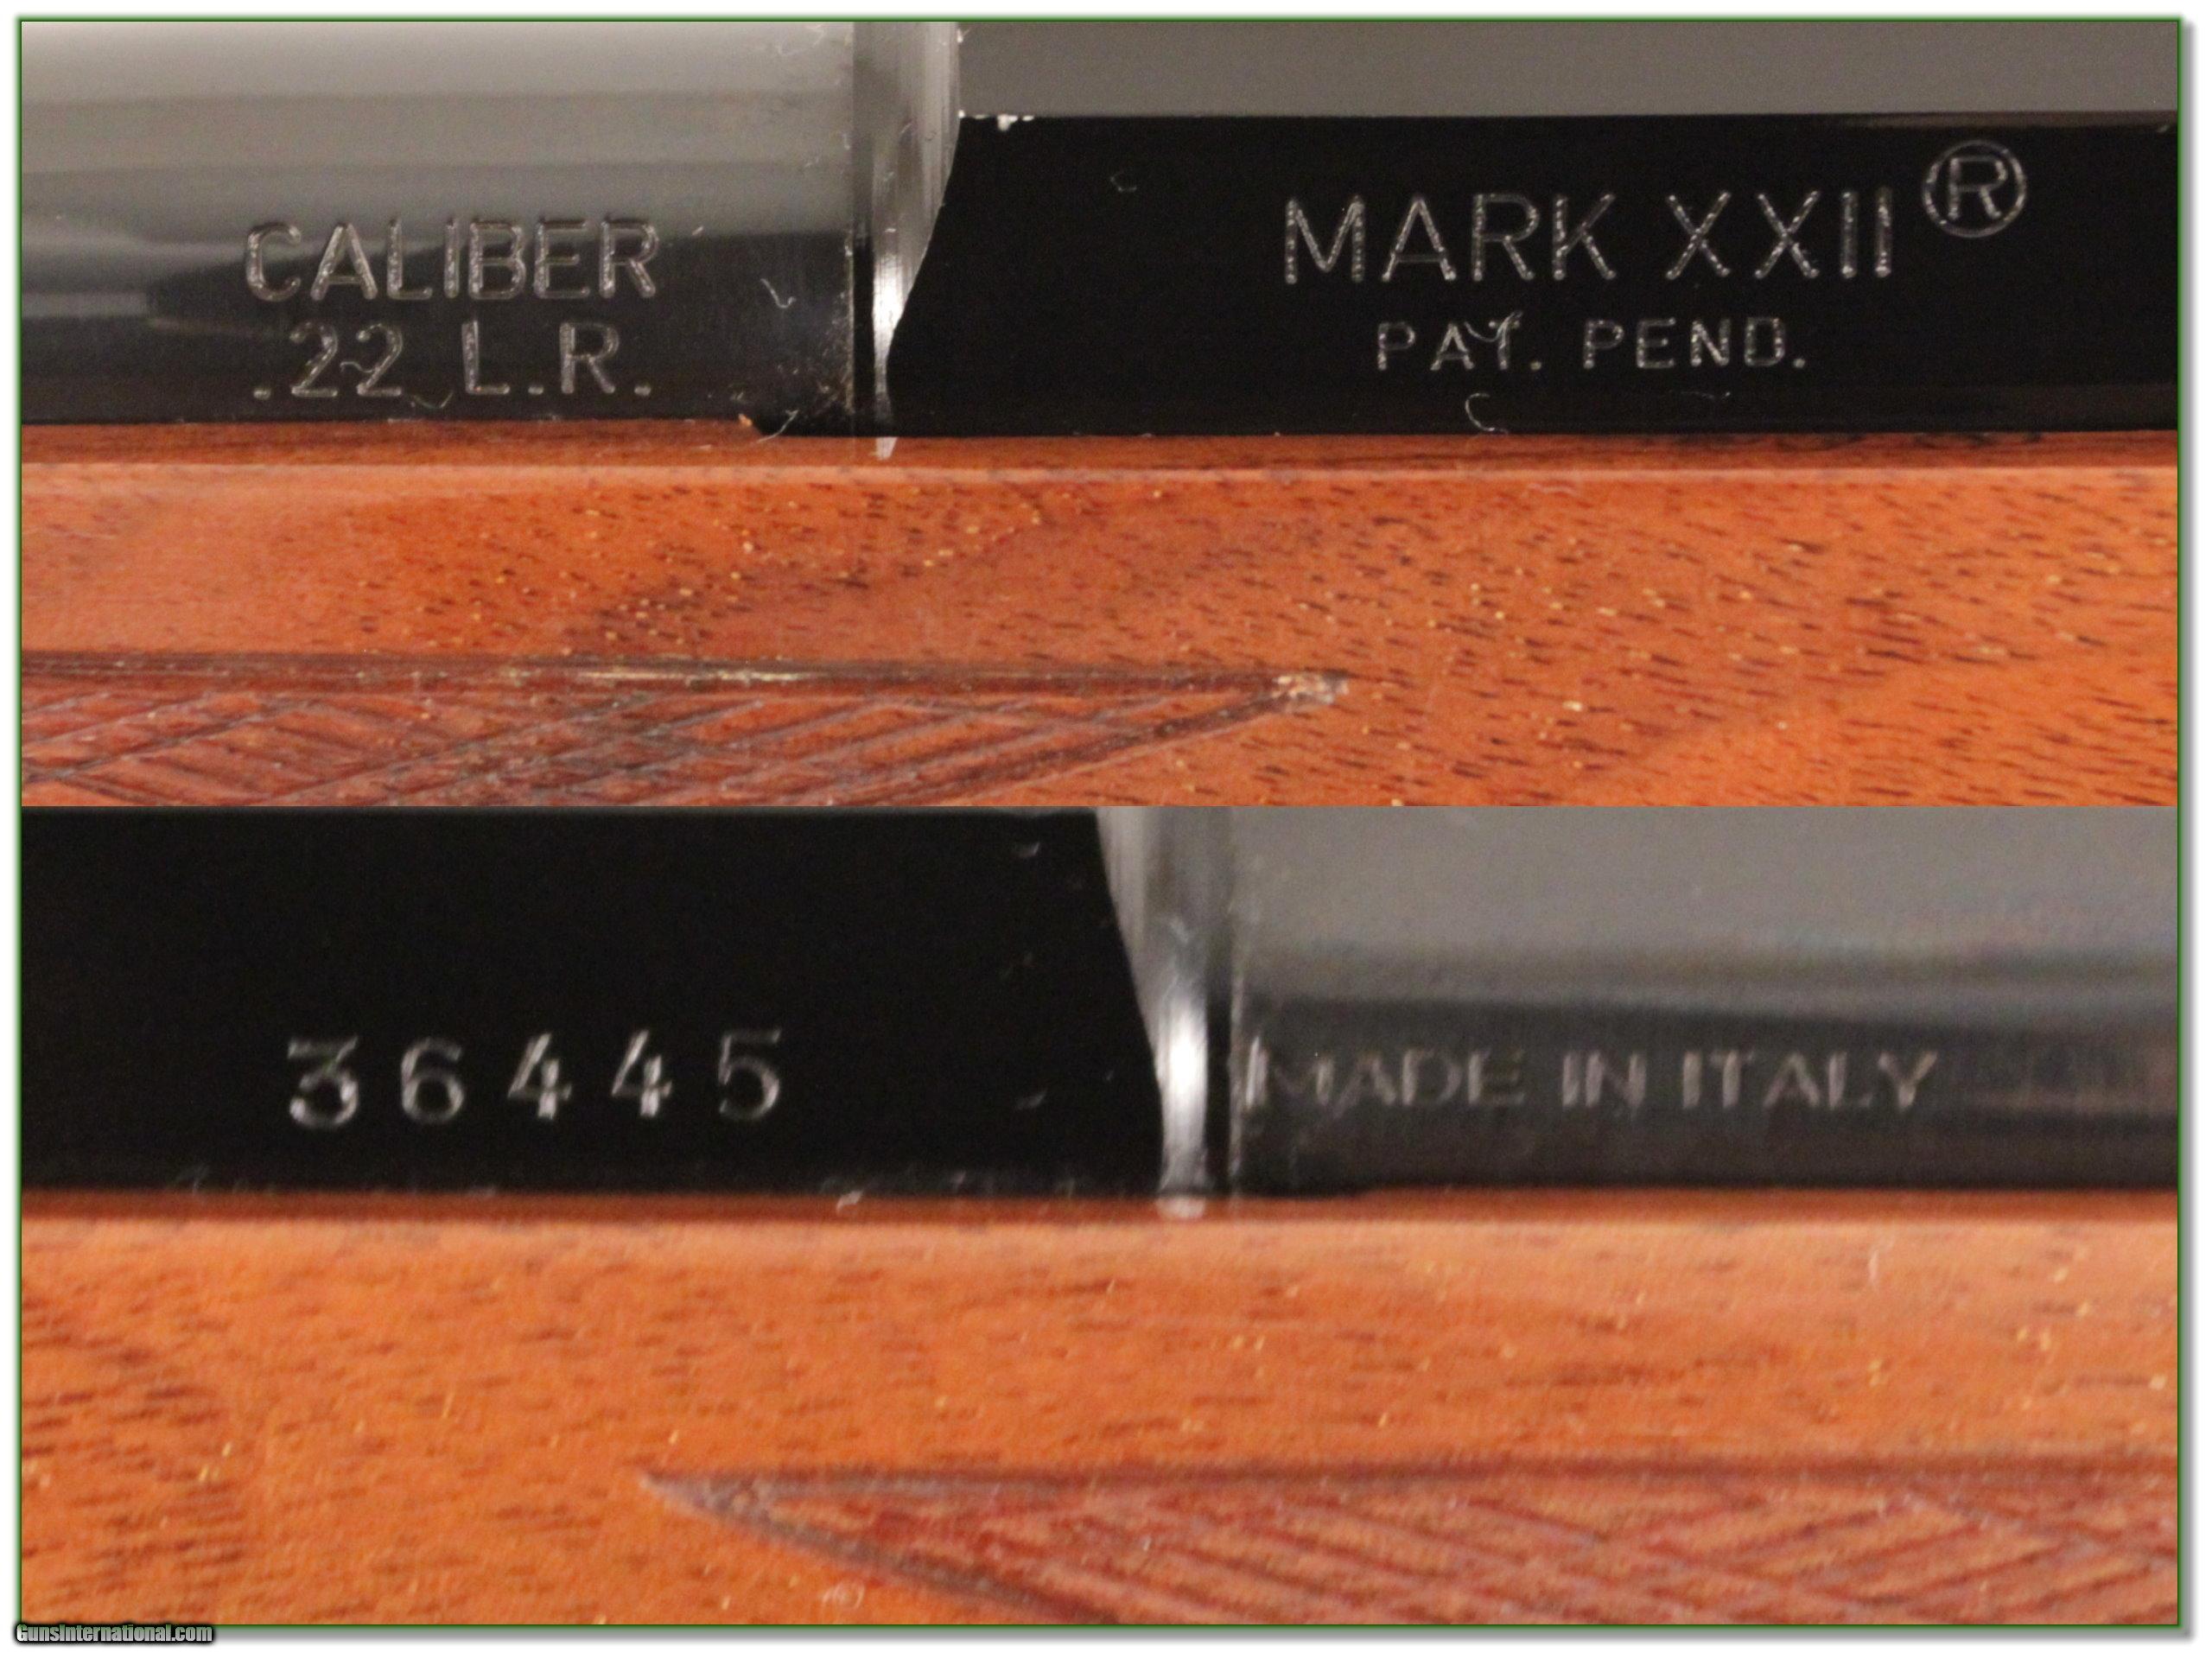 CALIBER
.22 L.R.
MARK XXII®
PAT. PEND.
36445
MADE IN ITALY
GunsInternational.com